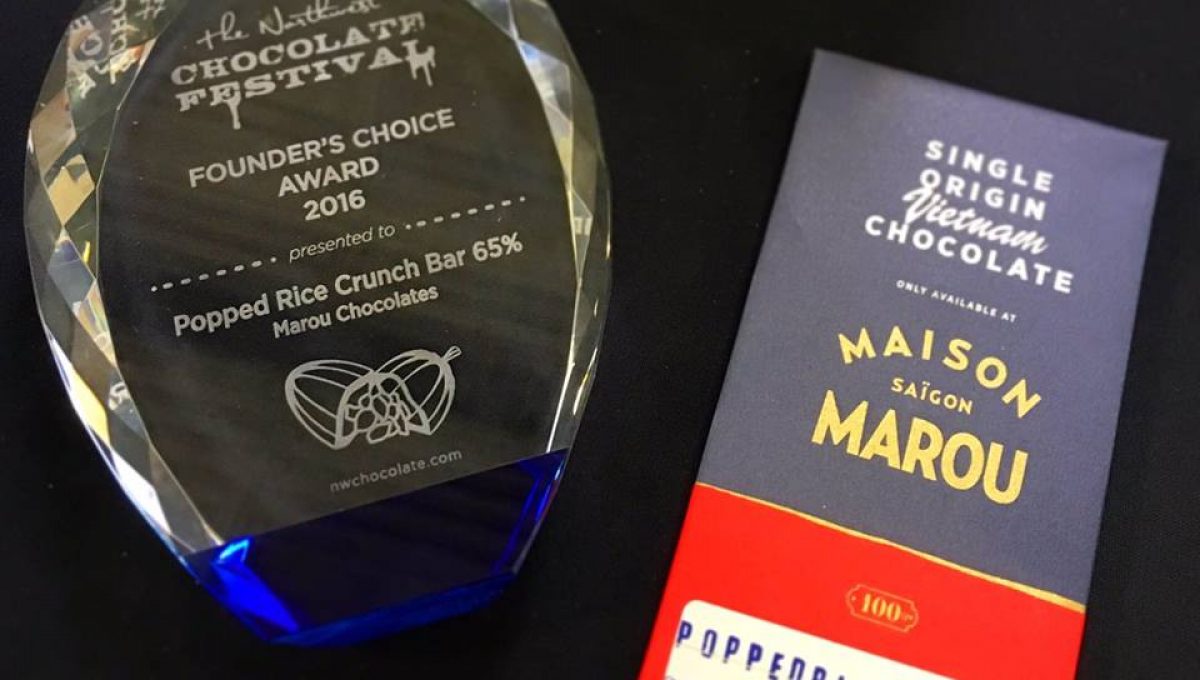 the Northwest
CHOCOLATE
FESTIVAL
FOUNDER'S CHOICE
AWARD
2016
presented to
Popped Rice Crunch Bar 65%
Marou Chocolates
nwchocolate.com
SINGLE
ORIGIN
Vietnam
CHOCOLATE
ONLY AVAILABLE AT
MAISON
SAÏGON
MAROU
100